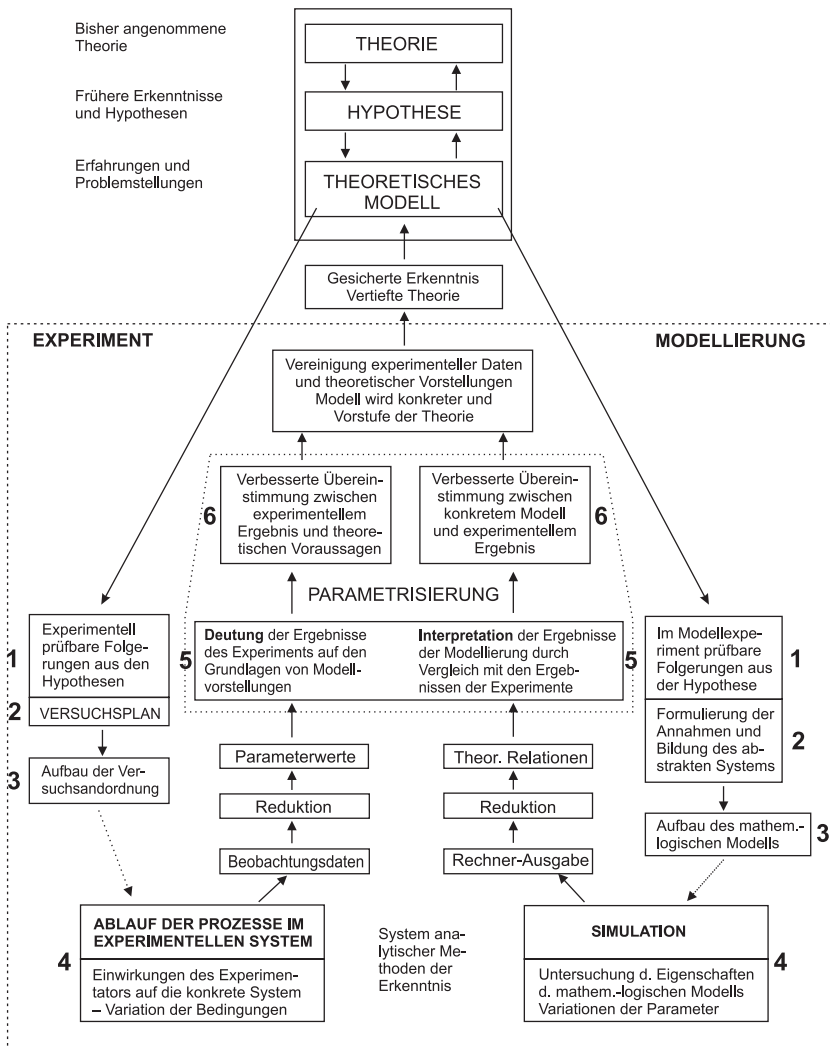 Bisher angenommene
Theorie
THEORIE
Frühere Erkenntnisse
und Hypothesen
HYPOTHESE
Erfahrungen und
Problemstellungen
THEORETISCHES
MODELL
Gesicherte Erkenntnis
Vertiefte Theorie
EXPERIMENT
MODELLIERUNG
Vereinigung experimenteller Daten
und theoretischer Vorstellungen
Modell wird konkreter und
Vorstufe der Theorie
6
Verbesserte Überein-
stimmung zwischen
experimentellem
Ergebnis und theore-
tischen Voraussagen
Verbesserte Überein-
stimmung zwischen
konkretem Modell
und experimentellem
Ergebnis
6
PARAMETRISIERUNG
1
Experimentell
prüfbare Folge-
rungen aus den
Hypothesen
2
VERSUCHSPLAN
3
Aufbau der Ver-
suchsandordnung
5
Deutung der Ergebnisse
des Experiments auf den
Grundlagen von Modell-
vorstellungen
Interpretation der Ergebnisse
der Modellierung durch
Vergleich mit den Ergeb-
nissen der Experimente
5
Im Modellexpe-
riment prüfbare
Folgerungen aus
der Hypothese
1
Formulierung der
Annahmen und
Bildung des ab-
strakten Systems
2
Aufbau des mathem.-
logischen Modells
3
Parameterwerte
Reduktion
Beobachtungsdaten
Theor. Relationen
Reduktion
Rechner-Ausgabe
4
ABLAUF DER PROZESSE IM
EXPERIMENTELLEN SYSTEM
Einwirkungen des Experimen-
tators auf die konkrete System
– Variation der Bedingungen
System ana-
lytischer Me-
thoden der
Erkenntnis
SIMULATION
Untersuchung d. Eigenschaften
d. mathem.-logischen Modells
Variationen der Parameter
4